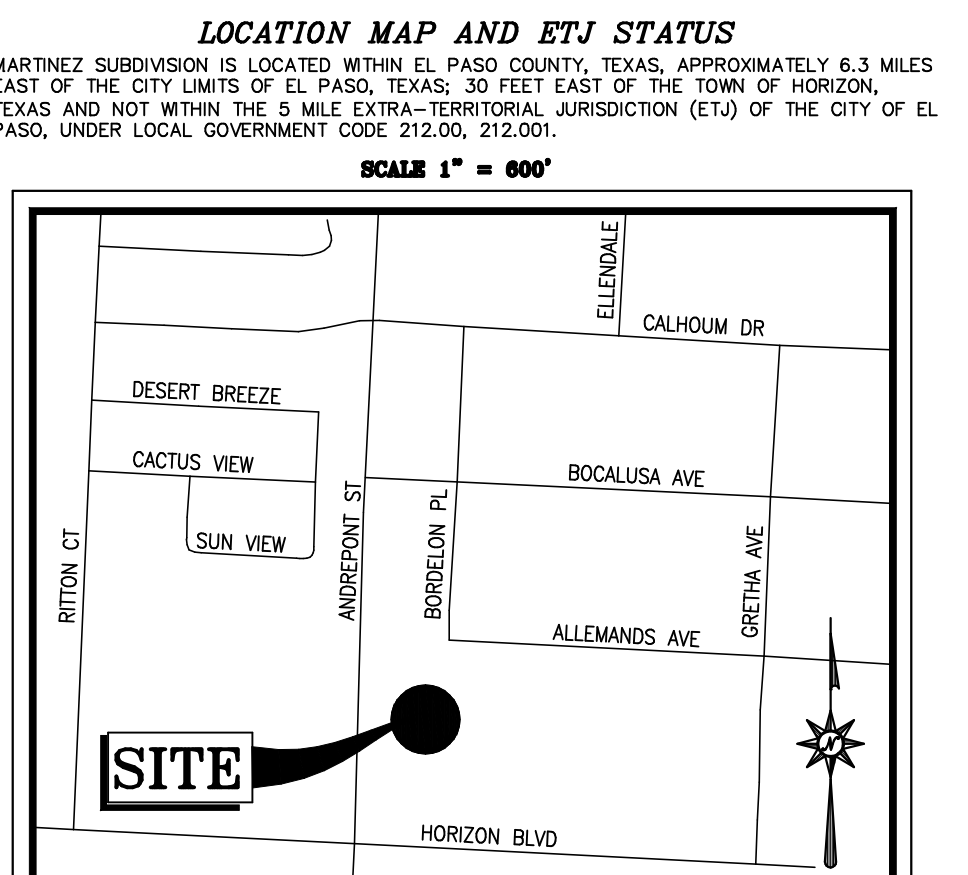 LOCATION MAP AND ETJ STATUS
MARTINEZ SUBDIVISION IS LOCATED WITHIN EL PASO COUNTY, TEXAS, APPROXIMATELY 6.3 MILES
EAST OF THE CITY LIMITS OF EL PASO, TEXAS; 30 FEET EAST OF THE TOWN OF HORIZON,
TEXAS AND NOT WITHIN THE 5 MILE EXTRA-TERRITORIAL JURISDICTION (ETJ) OF THE CITY OF EL
PASO, UNDER LOCAL GOVERNMENT CODE 212.00, 212.001.
SCALE 1" = 600'
ELLENDALE
CALHOUM DR
DESERT BREEZE
CACTUS VIEW
BOCALUSA AVE
SUN VIEW
RITTON CT
ANDREPONT ST
BORDELON PL
GRETHA AVE
ALLEMANDS AVE
SITE
N
HORIZON BLVD